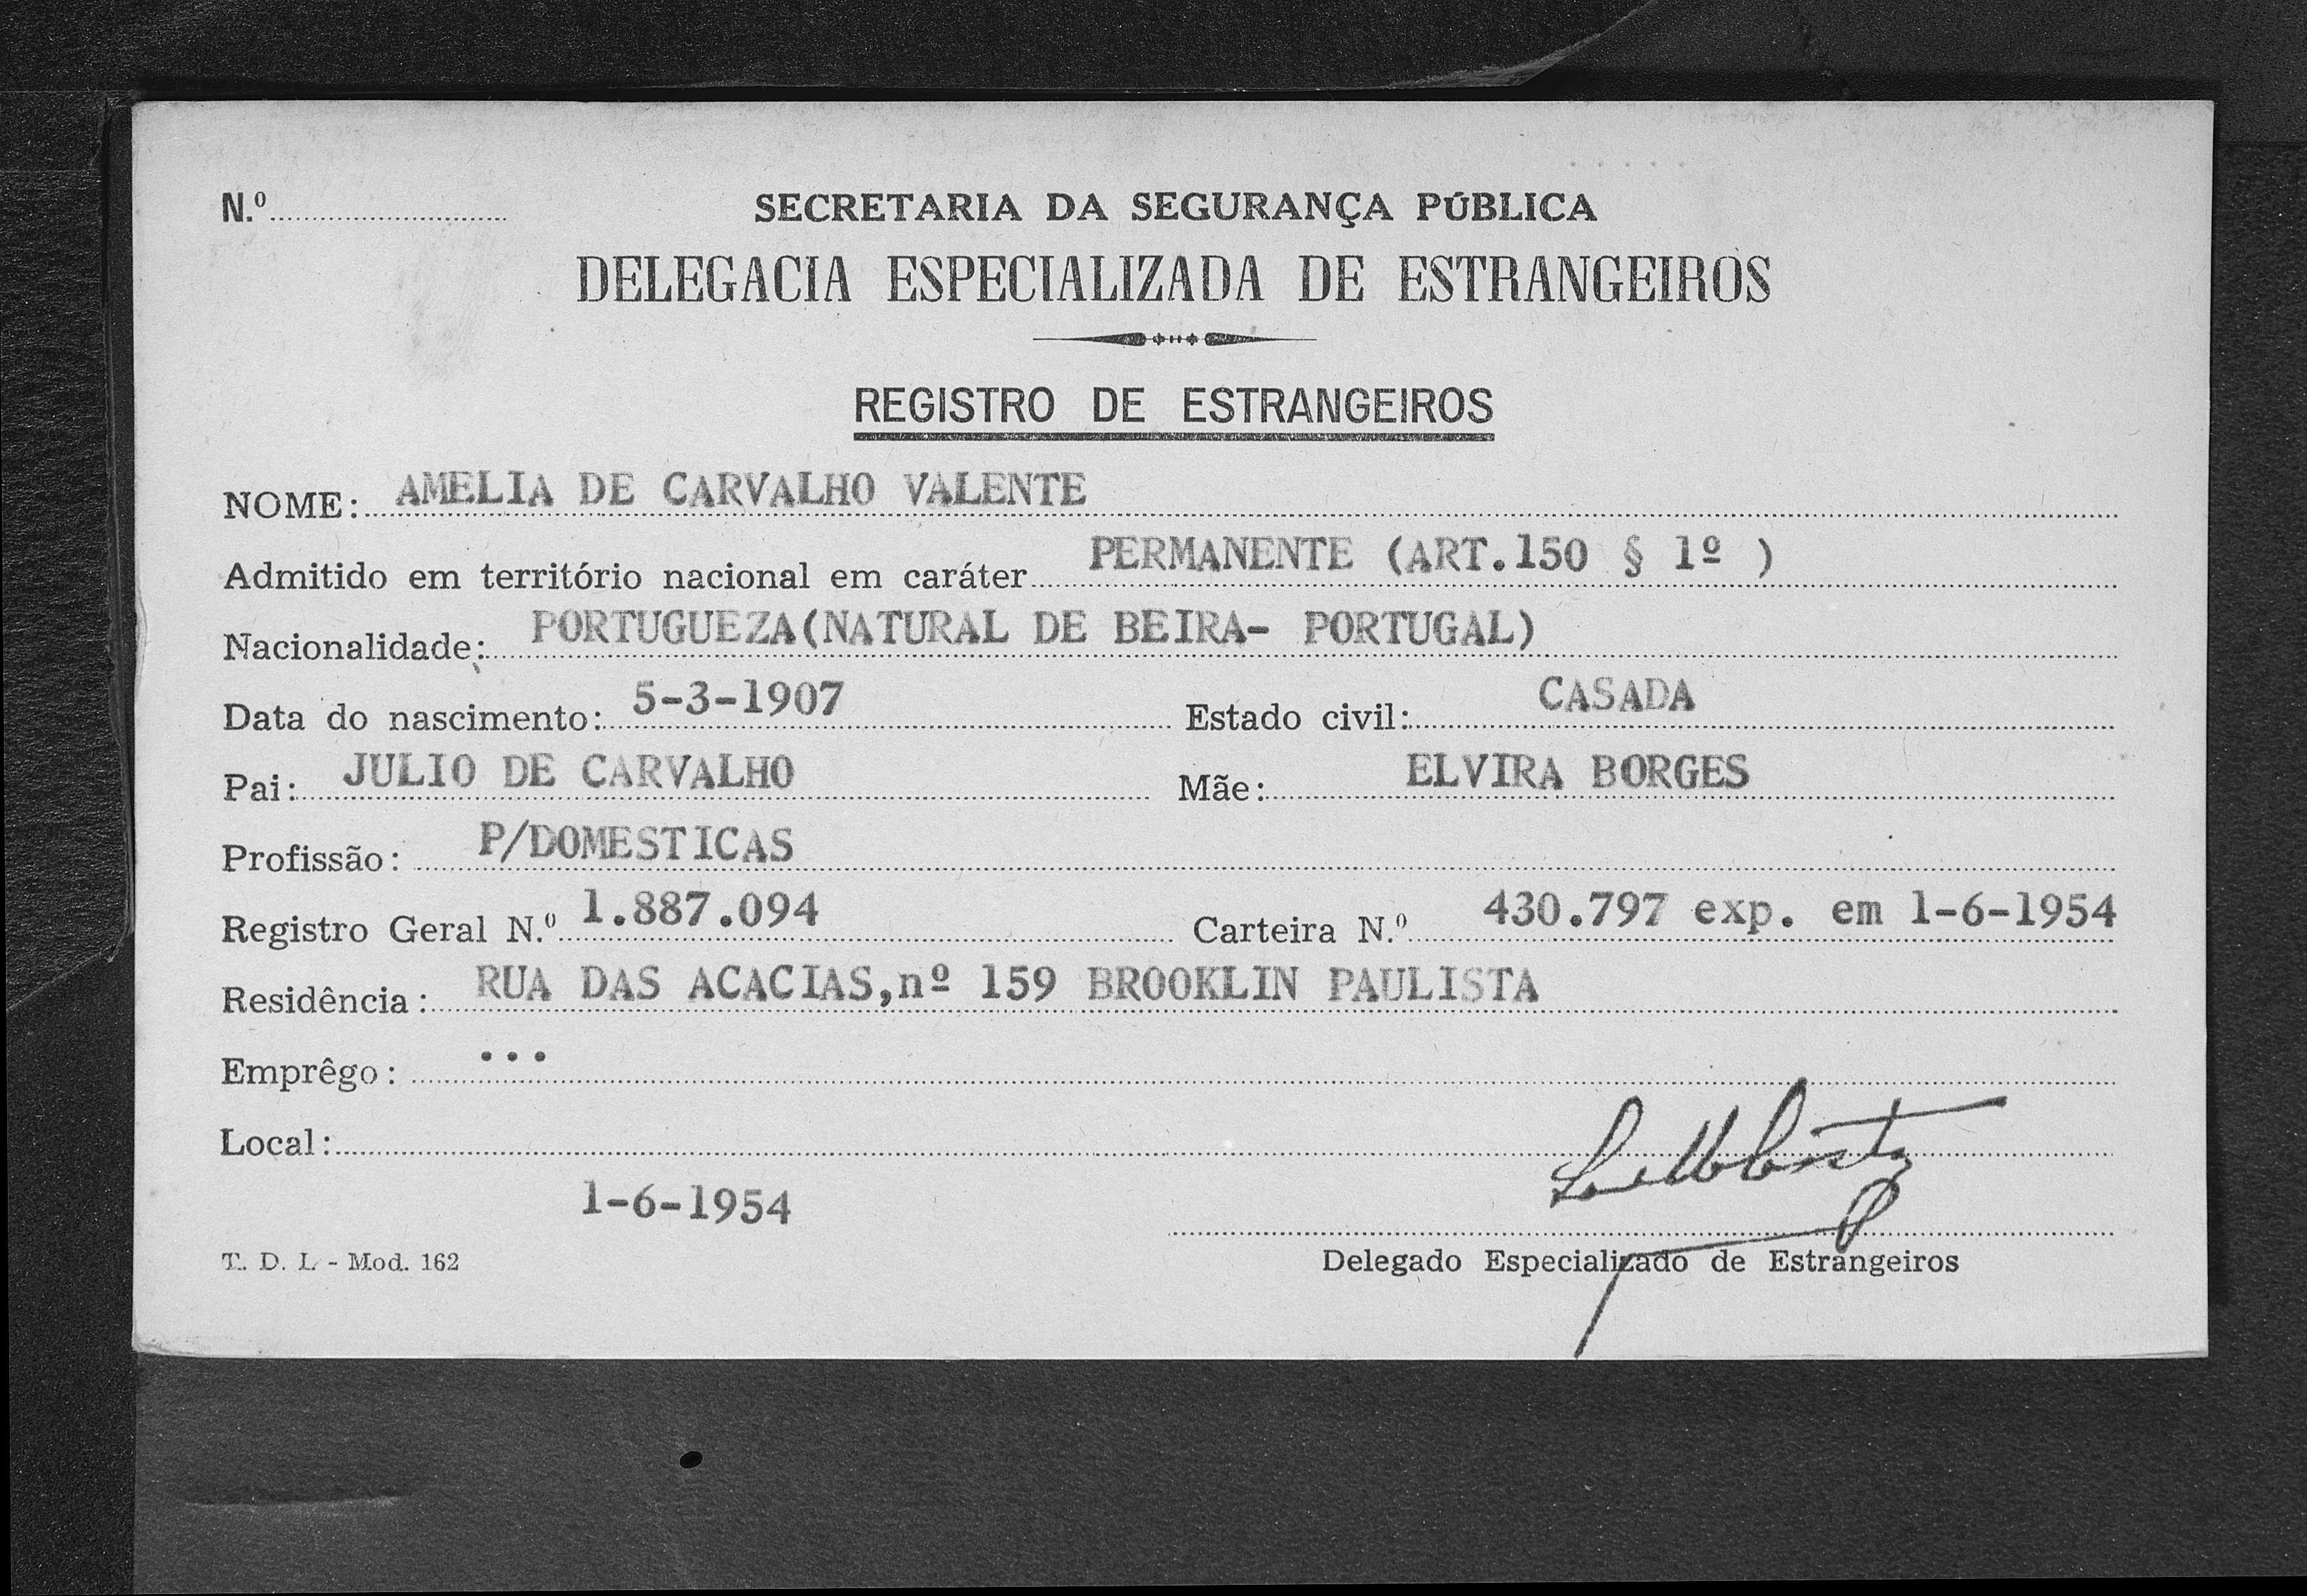 N.º
SECRETARIA DA SEGURANÇA PÚBLICA
DELEGACIA ESPECIALIZADA DE ESTRANGEIROS
REGISTRO DE ESTRANGEIROS
NOME: AMELIA DE CARVALHO VALENTE
Admitido em território nacional em caráter PERMANENTE (ART.150 § 1º )
Nacionalidade: PORTUGUEZA(NATURAL DE BEIRA- PORTUGAL)
Data do nascimento: 5-3-1907 Estado civil: CASADA
Pai: JULIO DE CARVALHO Mãe: ELVIRA BORGES
Profissão: P/DOMESTICAS
Registro Geral N.º 1.887.094 Carteira N.º 430.797 exp. em 1-6-1954
Residência: RUA DAS ACACIAS,nº 159 BROOKLIN PAULISTA
Emprêgo: ...
Local:
1-6-1954
T. D. I. - Mod. 162 Delegado Especializado de Estrangeiros